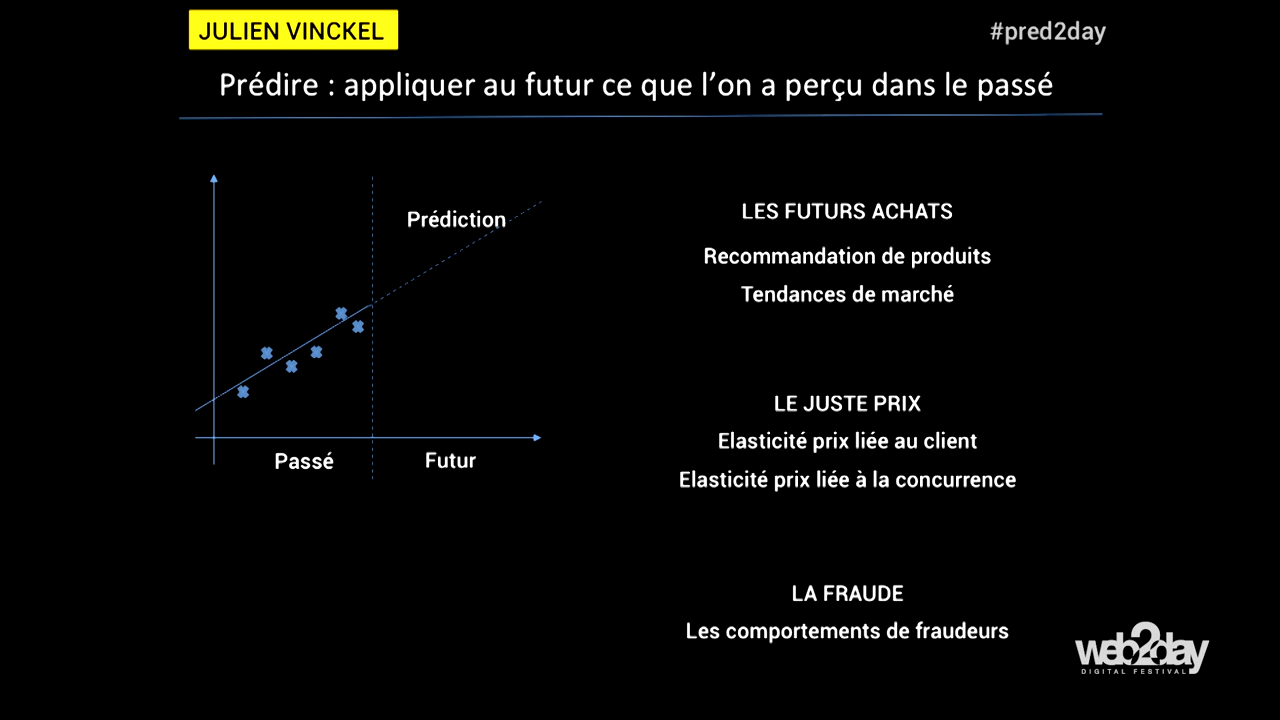 JULIEN VINCKEL
#pred2day
Prédire : appliquer au futur ce que l’on a perçu dans le passé
Prédiction
Passé
Futur
LES FUTURS ACHATS
Recommandation de produits
Tendances de marché
LE JUSTE PRIX
Elasticité prix liée au client
Elasticité prix liée à la concurrence
LA FRAUDE
Les comportements de fraudeurs
web2day
DIGITAL FESTIVAL